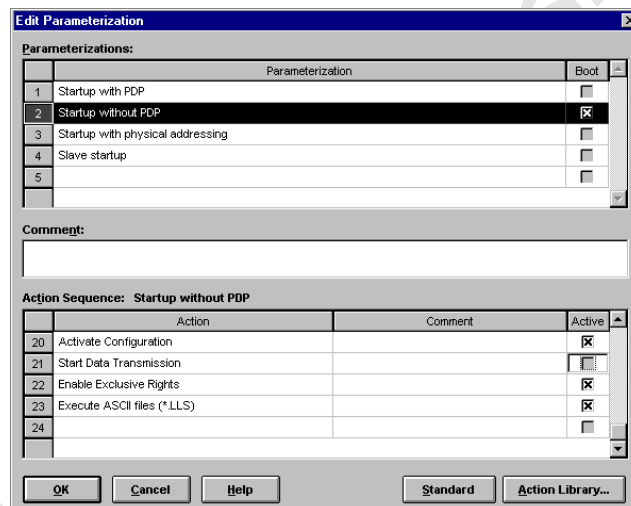 Edit Parameterization
Parameterizations:
Parameterization Boot
1 Startup with PDP
2 Startup without PDP
3 Startup with physical addressing
4 Slave startup
5
Comment:
Action Sequence: Startup without PDP
Action Comment Active
20 Activate Configuration
21 Start Data Transmission
22 Enable Exclusive Rights
23 Execute ASCII files (*.LLS)
24
OK Cancel Help Standard Action Library...